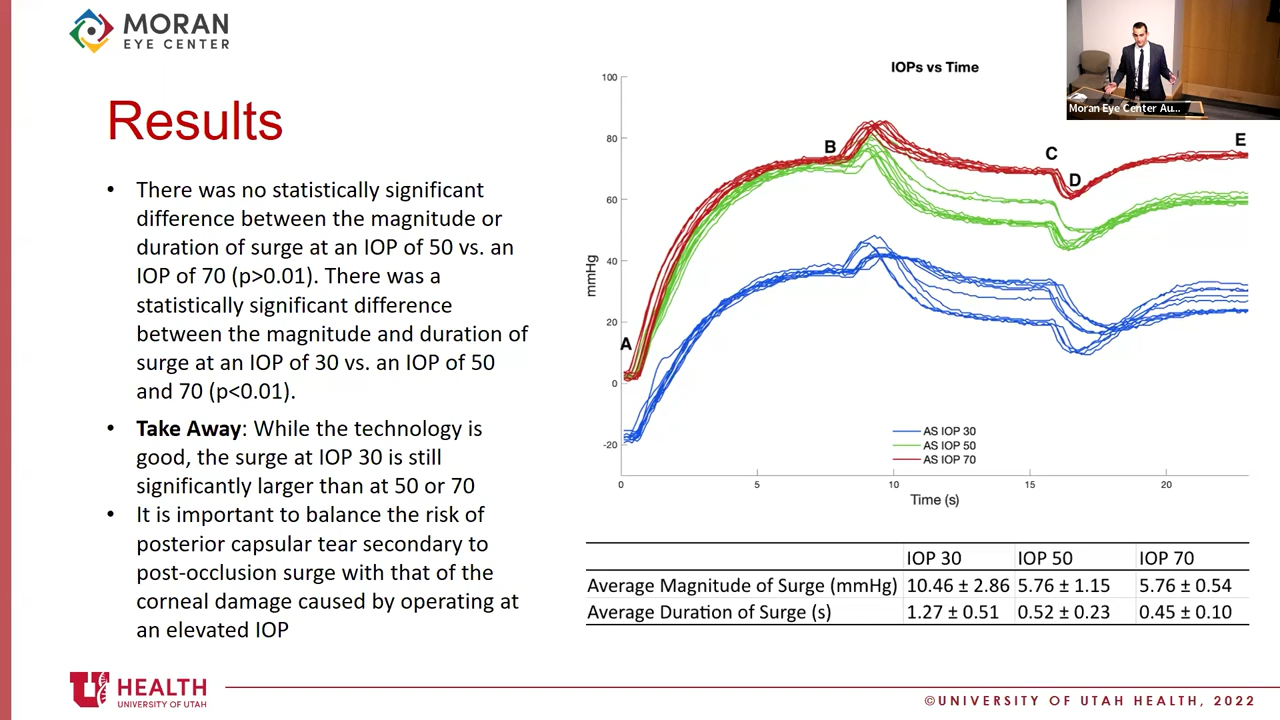 MORAN
EYE CENTER
Results
• There was no statistically significant
difference between the magnitude or
duration of surge at an IOP of 50 vs. an
IOP of 70 (p>0.01). There was a
statistically significant difference
between the magnitude and duration of
surge at an IOP of 30 vs. an IOP of 50
and 70 (p<0.01).
• Take Away: While the technology is
good, the surge at IOP 30 is still
significantly larger than at 50 or 70
• It is important to balance the risk of
posterior capsular tear secondary to
post-occlusion surge with that of the
corneal damage caused by operating at
an elevated IOP
IOPs vs Time
mmHg
100
80
60
40
20
0
-20
A
B
C
D
E
AS IOP 30
AS IOP 50
AS IOP 70
0 5 10 15 20
Time (s)
IOP 30 IOP 50 IOP 70
Average Magnitude of Surge (mmHg) 10.46 ± 2.86 5.76 ± 1.15 5.76 ± 0.54
Average Duration of Surge (s) 1.27 ± 0.51 0.52 ± 0.23 0.45 ± 0.10
Moran Eye Center Au...
U HEALTH
UNIVERSITY OF UTAH
©UNIVERSITY OF UTAH HEALTH, 2022